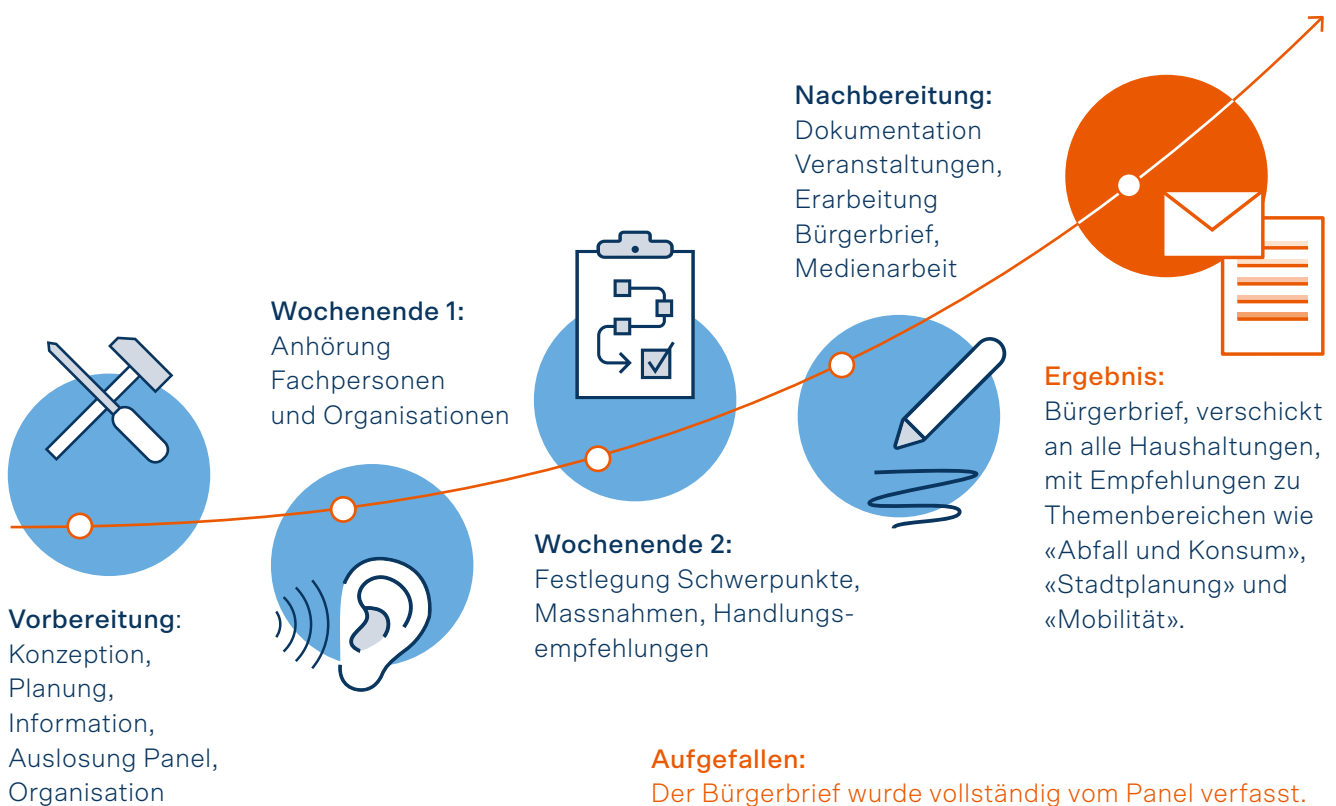 Vorbereitung:
Konzeption,
Planung,
Information,
Auslosung Panel,
Organisation
Wochenende 1:
Anhörung
Fachpersonen
und Organisationen
Wochenende 2:
Festlegung Schwerpunkte,
Massnahmen, Handlungs-
empfehlungen
Nachbereitung:
Dokumentation
Veranstaltungen,
Erarbeitung
Bürgerbrief,
Medienarbeit
Ergebnis:
Bürgerbrief, verschickt
an alle Haushaltungen,
mit Empfehlungen zu
Themenbereichen wie
«Abfall und Konsum»,
«Stadtplanung» und
«Mobilität».
Aufgefallen:
Der Bürgerbrief wurde vollständig vom Panel verfasst.